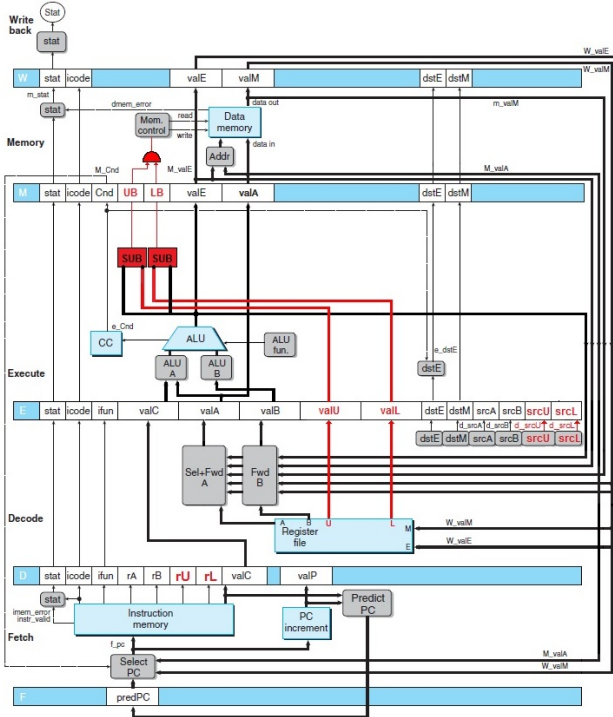 Write back
Stat
stat
W_valE
W_valM
W stat icode valE valM dstE dstM
m_stat
dmem_error
data out
m_valM
stat
Mem. control
read
write
Data memory
Memory
data in
Addr
M_Cnd
M_valE
M_valA
M stat icode Cnd UB LB valE valA dstE dstM
SUB SUB
e_Cnd
CC
ALU
ALU fun.
e_dstE
ALU A
ALU B
dstE
Execute
E stat icode ifun valC valA valB valU valL dstE dstM srcA srcB srcU srcL
d_srcA d_srcB d_srcU d_srcL
dstE dstM srcA srcB srcU srcL
Sel+Fwd A
Fwd B
Decode
A B U L M
Register file
E
W_valM
W_valE
D stat icode ifun rA rB rU rL valC valP
stat
imem_error
instr_valid
Instruction memory
PC increment
Predict PC
Fetch
f_pc
Select PC
M_valA
W_valM
F predPC